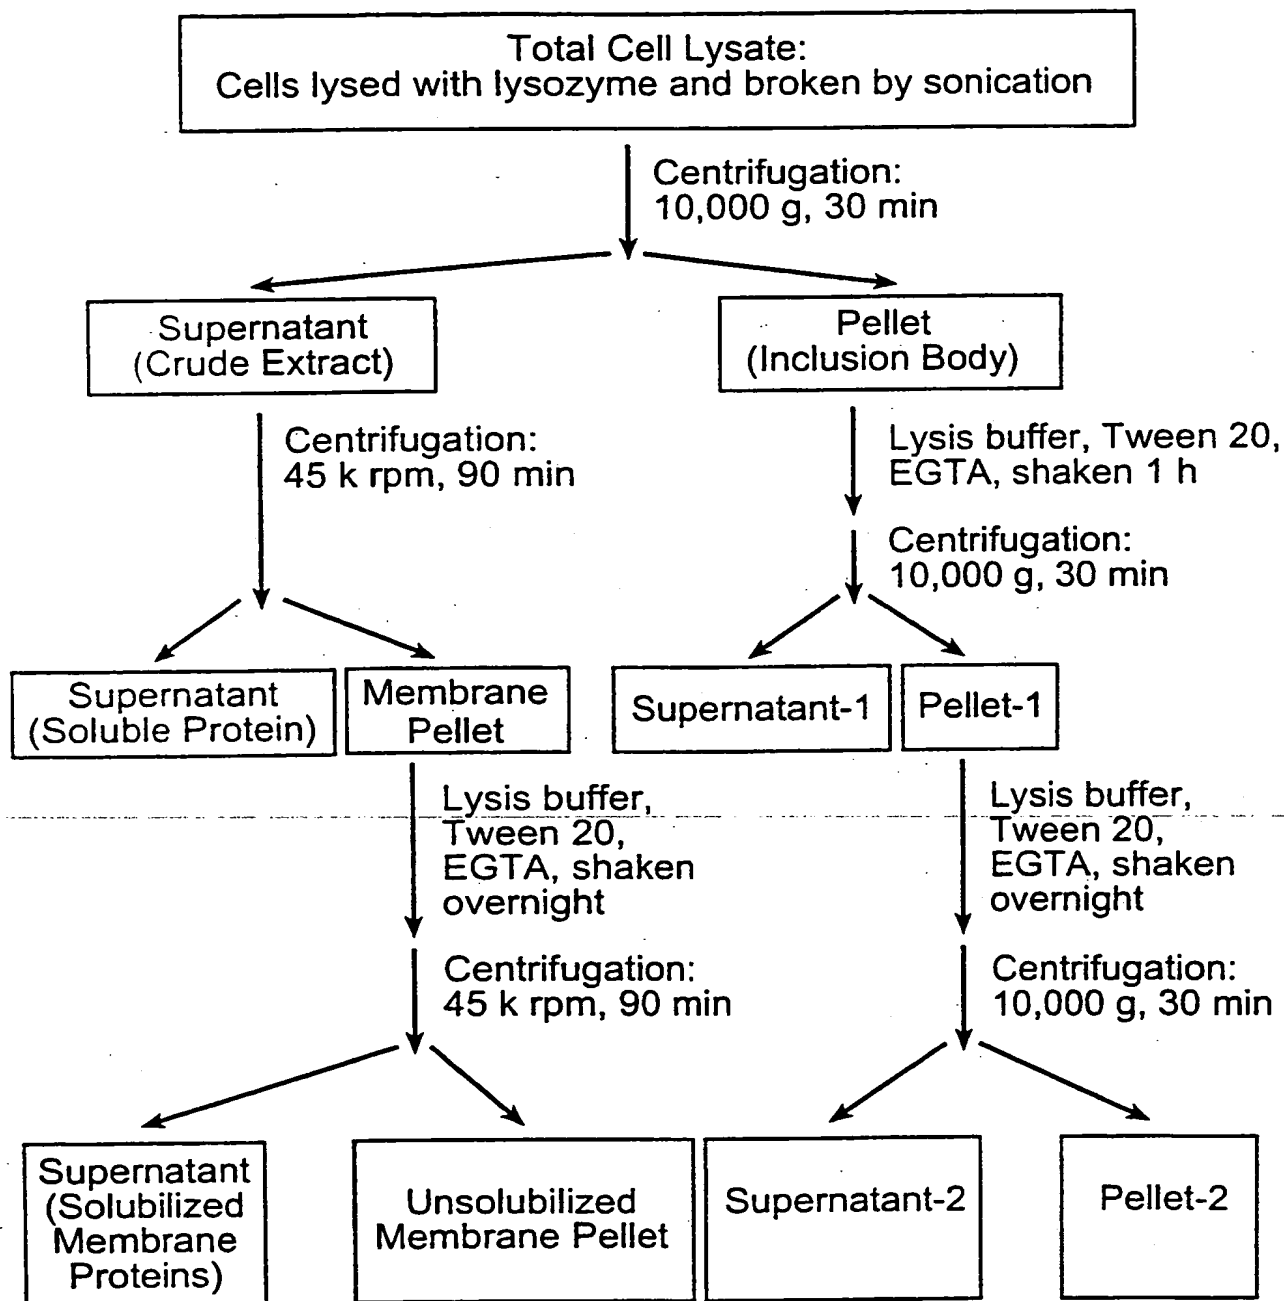 Total Cell Lysate:
Cells lysed with lysozyme and broken by sonication
Centrifugation:
10,000 g, 30 min
Supernatant
(Crude Extract)
Pellet
(Inclusion Body)
Centrifugation:
45 k rpm, 90 min
Lysis buffer, Tween 20,
EGTA, shaken 1 h
Centrifugation:
10,000 g, 30 min
Supernatant
(Soluble Protein)
Membrane
Pellet
Supernatant-1
Pellet-1
Lysis buffer,
Tween 20,
EGTA, shaken
overnight
Lysis buffer,
Tween 20,
EGTA, shaken
overnight
Centrifugation:
45 k rpm, 90 min
Centrifugation:
10,000 g, 30 min
Supernatant
(Solubilized
Membrane
Proteins)
Unsolubilized
Membrane Pellet
Supernatant-2
Pellet-2